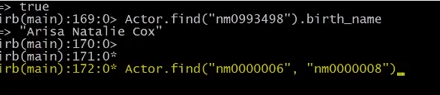 => true
irb(main):169:0> Actor.find("nm0993498").birth_name
=> "Arisa Natalie Cox"
irb(main):170:0>
irb(main):171:0*
irb(main):172:0* Actor.find("nm0000006", "nm0000008")